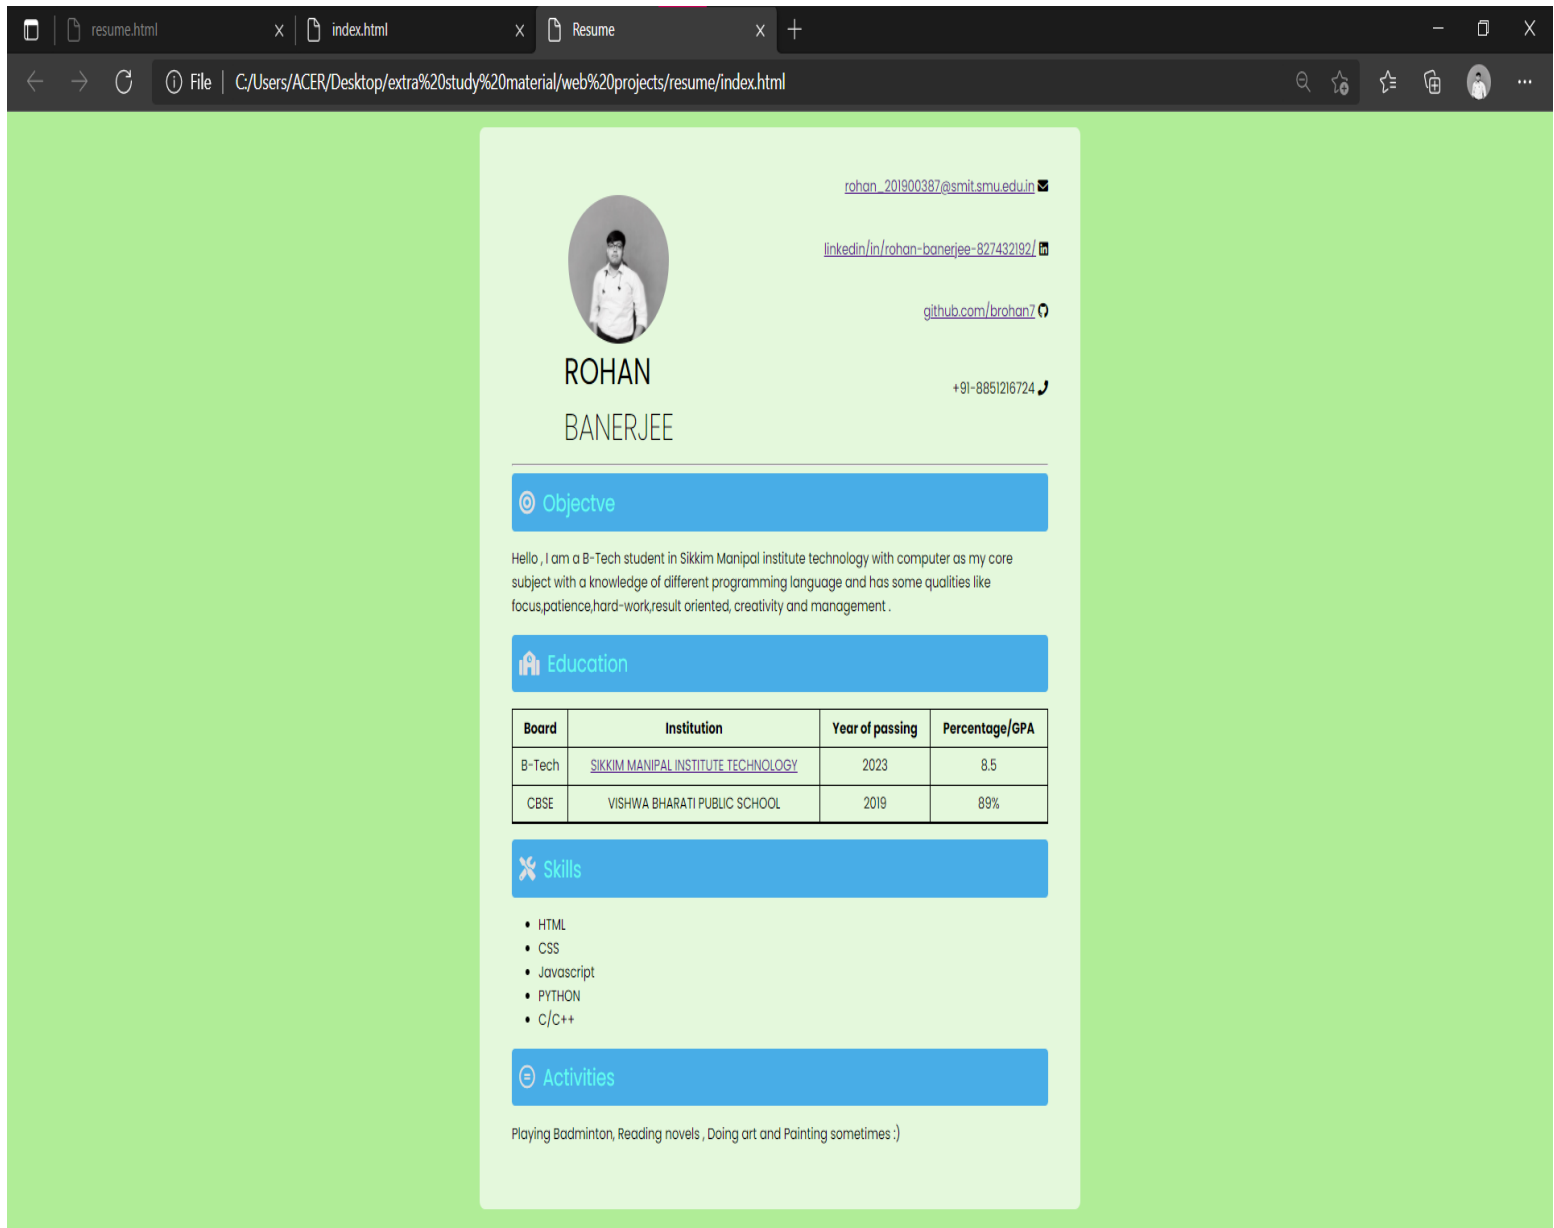 resume.html
index.html
Resume
File | C:/Users/ACER/Desktop/extra%20study%20material/web%20projects/resume/index.html
rohan_201900387@smit.smu.edu.in
linkedin/in/rohan-banerjee-827432192/
github.com/brohan7
+91-8851216724
ROHAN
BANERJEE
Objectve
Hello , I am a B-Tech student in Sikkim Manipal institute technology with computer as my core
subject with a knowledge of different programming language and has some qualities like
focus,patience,hard-work,result oriented, creativity and management .
Education
Board Institution Year of passing Percentage/GPA
B-Tech SIKKIM MANIPAL INSTITUTE TECHNOLOGY 2023 8.5
CBSE VISHWA BHARATI PUBLIC SCHOOL 2019 89%
Skills
• HTML
• CSS
• Javascript
• PYTHON
• C/C++
Activities
Playing Badminton, Reading novels , Doing art and Painting sometimes :)